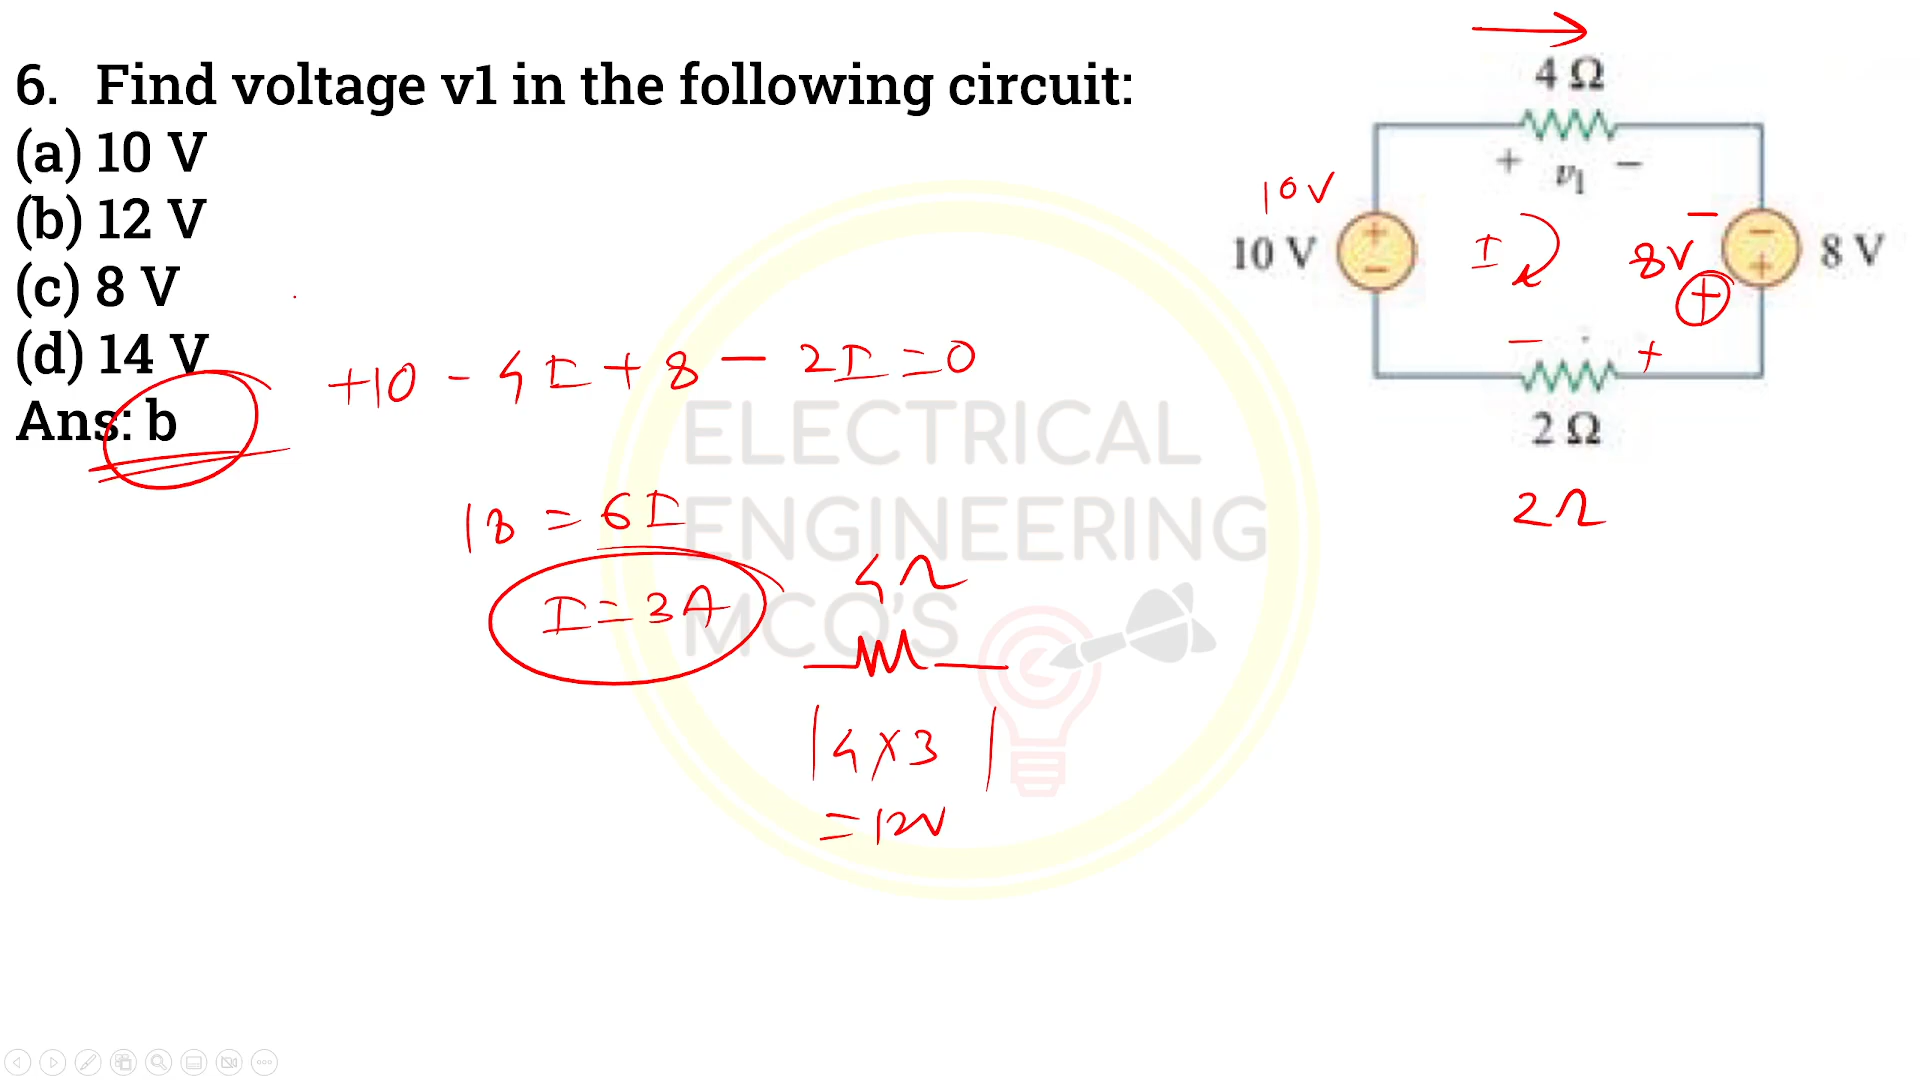 6. Find voltage v1 in the following circuit:
(a) 10 V
(b) 12 V
(c) 8 V
(d) 14 V
Ans: b
+10 - 4I + 8 - 2I = 0
18 = 6I
I = 3A
4Ω
4×3
=12V
4 Ω
+ v1 −
10V
10 V
+
−
I
−
8V
+
−
+
8 V
− +
2 Ω
2Ω
ELECTRICAL
ENGINEERING
MCQ'S